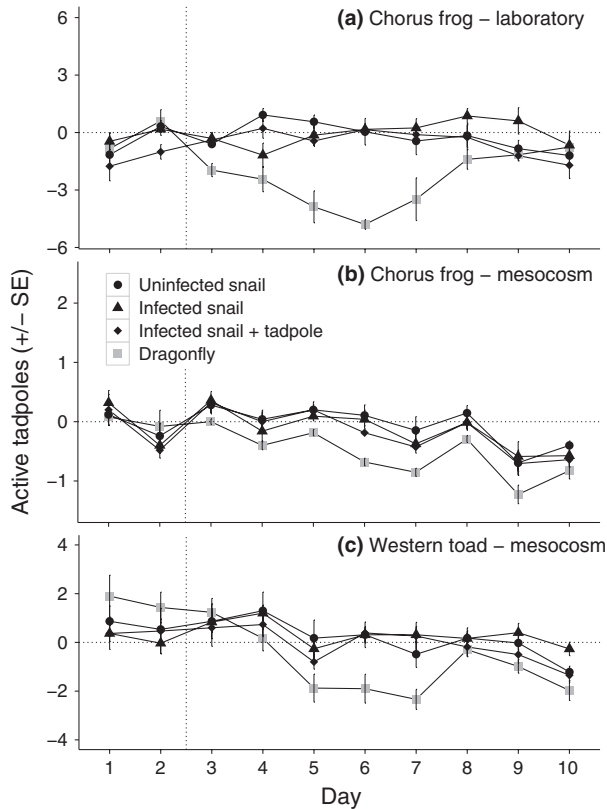 (a) Chorus frog − laboratory
6
3
0
−3
−6
(b) Chorus frog − mesocosm
Uninfected snail
Infected snail
Infected snail + tadpole
Dragonfly
2
1
0
−1
(c) Western toad − mesocosm
4
2
0
−2
−4
Active tadpoles (+/− SE)
1 2 3 4 5 6 7 8 9 10
Day